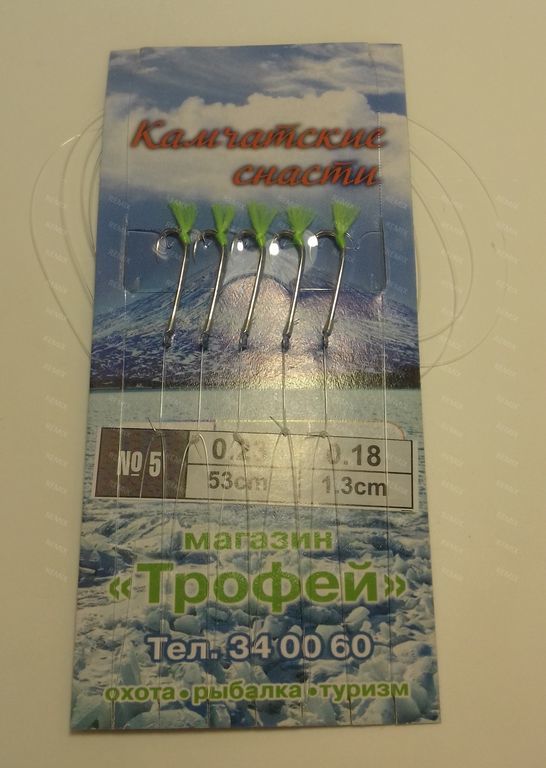 Камчатские
снасти
№5
0.23 0.18
53cm 1.3cm
магазин
«Трофей»
Тел. 34 00 60
охота•рыбалка•туризм